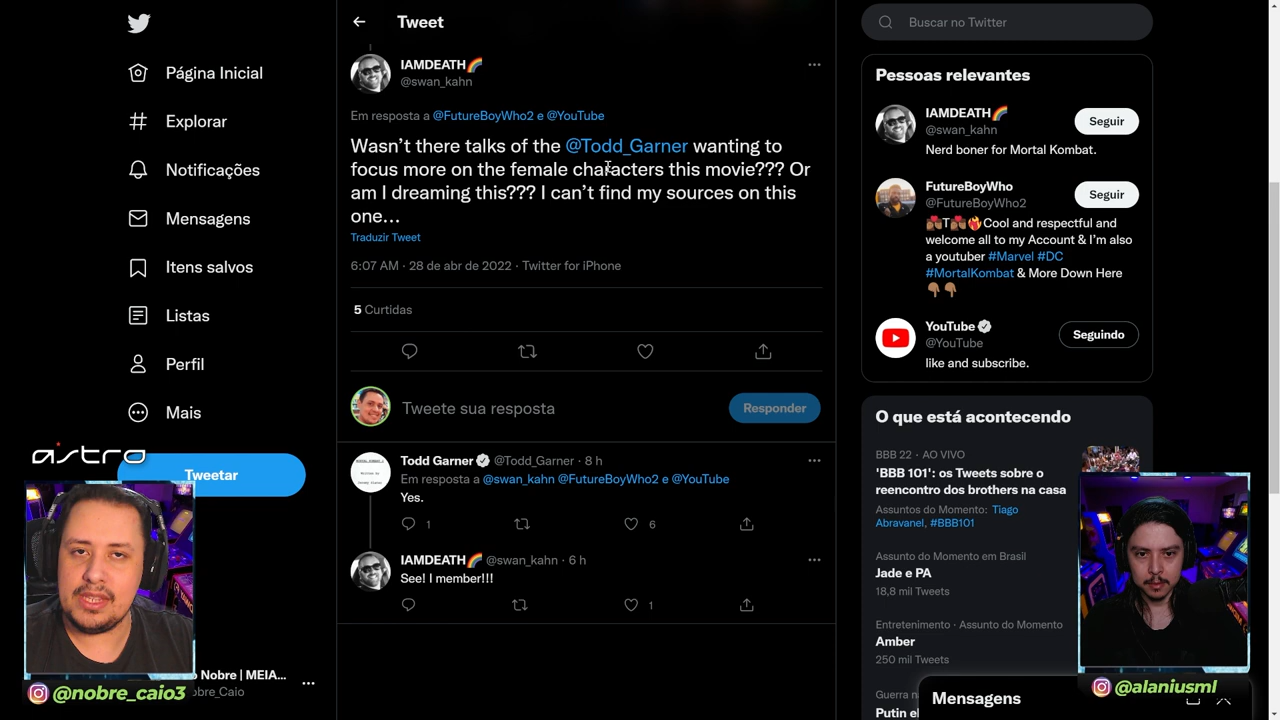 Página Inicial
Explorar
Notificações
Mensagens
Itens salvos
Listas
Perfil
Mais
Tweetar
astro
Nobre | MEIA...
obre_Caio
@nobre_caio3
Tweet
IAMDEATH
@swan_kahn
Em resposta a @FutureBoyWho2 e @YouTube
Wasn’t there talks of the @Todd_Garner wanting to
focus more on the female characters this movie??? Or
am I dreaming this??? I can’t find my sources on this
one...
Traduzir Tweet
6:07 AM · 28 de abr de 2022 · Twitter for iPhone
5 Curtidas
Tweete sua resposta
Responder
Todd Garner @Todd_Garner · 8 h
Em resposta a @swan_kahn @FutureBoyWho2 e @YouTube
Yes.
1
6
IAMDEATH @swan_kahn · 6 h
See! I member!!!
1
Buscar no Twitter
Pessoas relevantes
IAMDEATH
@swan_kahn
Seguir
Nerd boner for Mortal Kombat.
FutureBoyWho
@FutureBoyWho2
Seguir
T Cool and respectful and
welcome all to my Account & I’m also
a youtuber #Marvel #DC
#MortalKombat & More Down Here
YouTube
@YouTube
Seguindo
like and subscribe.
O que está acontecendo
BBB 22 · AO VIVO
'BBB 101': os Tweets sobre o
reencontro dos brothers na casa
Assuntos do Momento: Tiago
Abravanel, #BBB101
Assunto do Momento em Brasil
Jade e PA
18,8 mil Tweets
Entretenimento · Assunto do Momento
Amber
250 mil Tweets
Guerra n
Putin e
Mensagens
@alaniusml